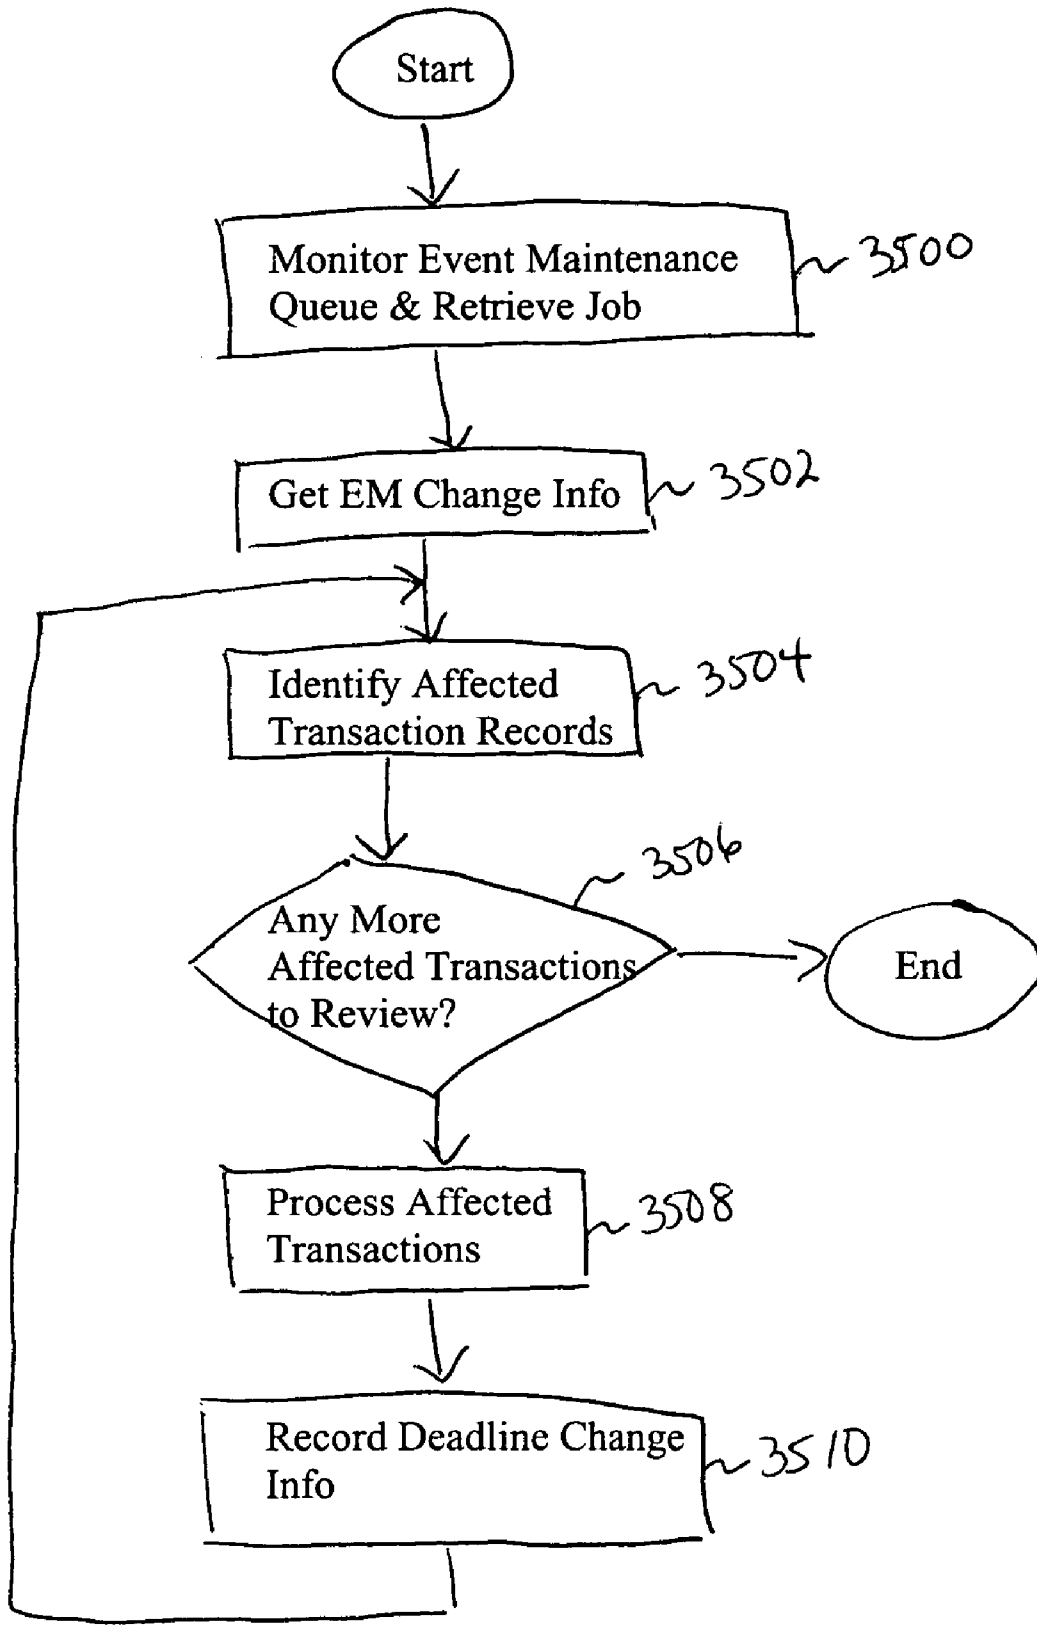 Start
Monitor Event Maintenance
Queue & Retrieve Job
3500
Get EM Change Info
3502
Identify Affected
Transaction Records
3504
Any More
Affected Transactions
to Review?
3506
End
Process Affected
Transactions
3508
Record Deadline Change
Info
3510